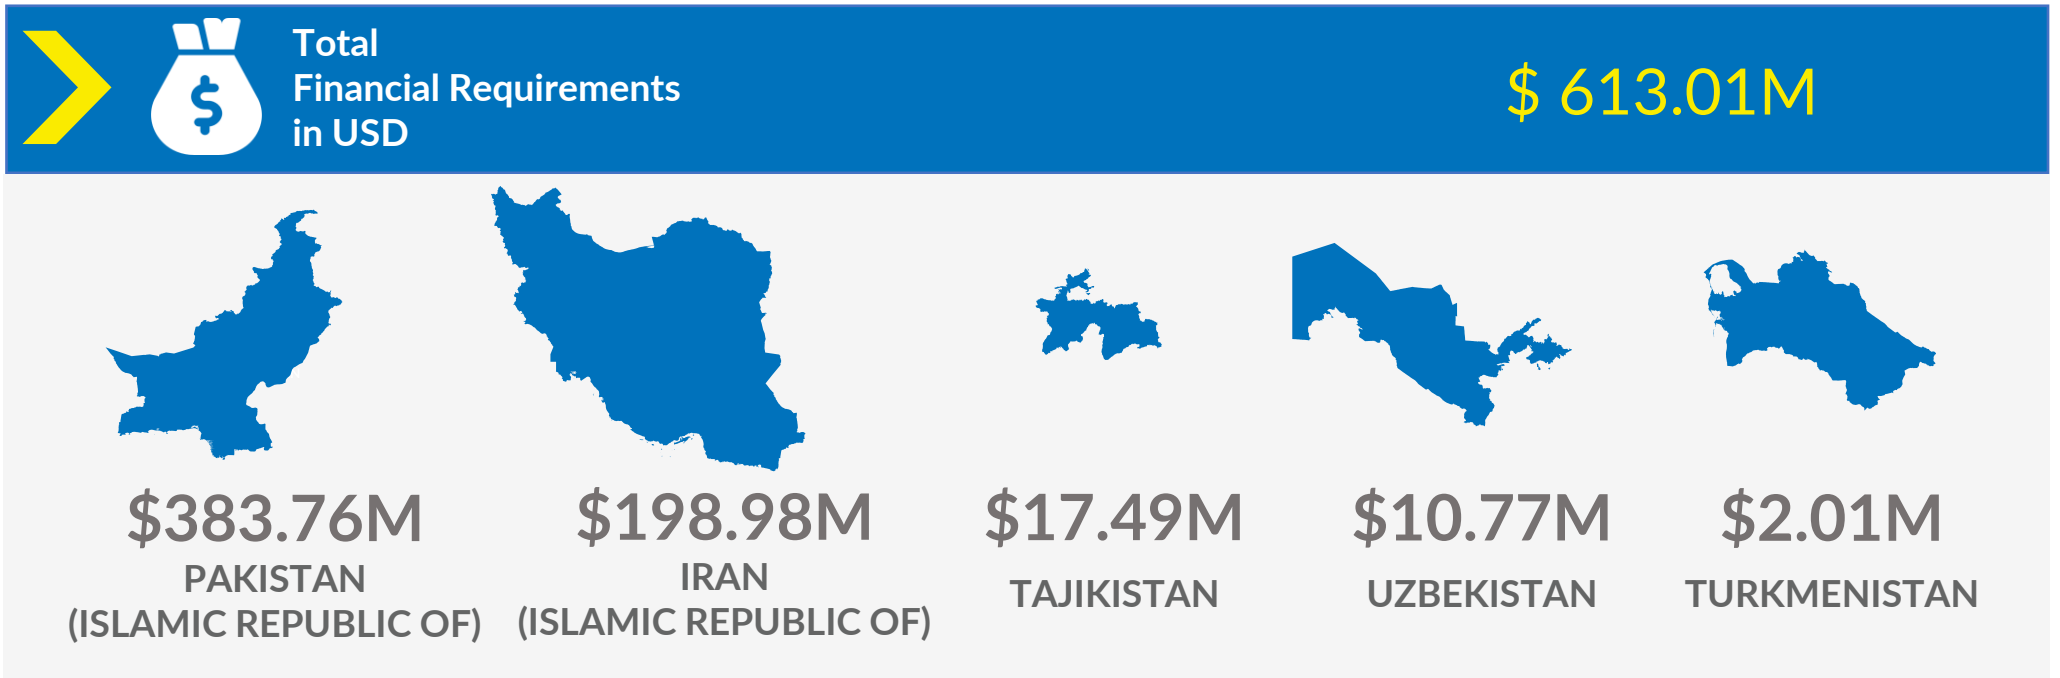 Total
Financial Requirements
in USD
$ 613.01M
$
$383.76M
PAKISTAN
(ISLAMIC REPUBLIC OF)
$198.98M
IRAN
(ISLAMIC REPUBLIC OF)
$17.49M
TAJIKISTAN
$10.77M
UZBEKISTAN
$2.01M
TURKMENISTAN